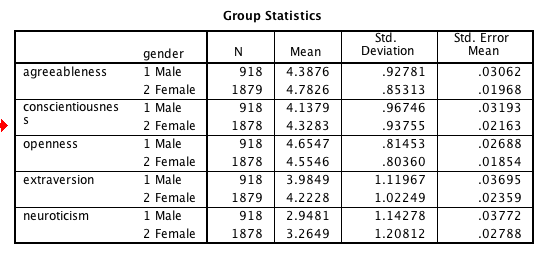 Group Statistics
gender N Mean Std. Deviation Std. Error Mean
agreeableness 1 Male 918 4.3876 .92781 .03062
2 Female 1879 4.7826 .85313 .01968
conscientiousnes
s 1 Male 918 4.1379 .96746 .03193
2 Female 1878 4.3283 .93755 .02163
openness 1 Male 918 4.6547 .81453 .02688
2 Female 1878 4.5546 .80360 .01854
extraversion 1 Male 918 3.9849 1.11967 .03695
2 Female 1879 4.2228 1.02249 .02359
neuroticism 1 Male 918 2.9481 1.14278 .03772
2 Female 1878 3.2649 1.20812 .02788